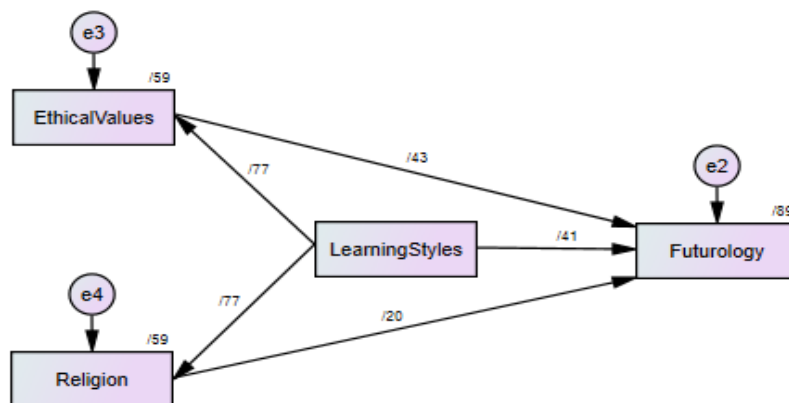 e3
/59
EthicalValues
/43
/77
e2
/89
LearningStyles
/41
Futurology
e4
/77
/20
/59
Religion